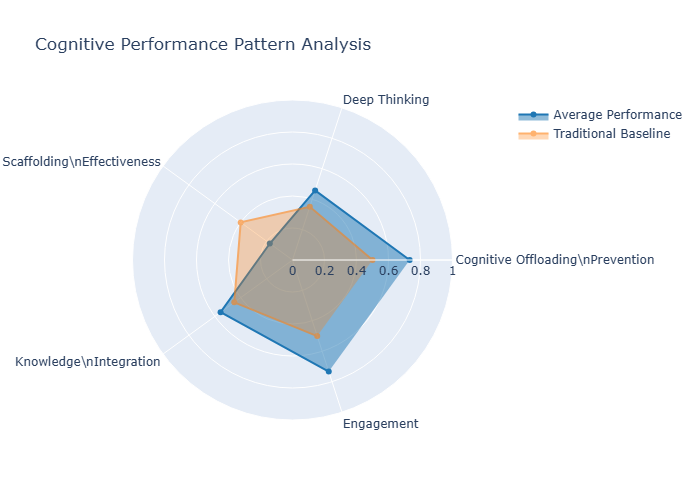 Cognitive Performance Pattern Analysis
Deep Thinking
Average Performance
Traditional Baseline
Scaffolding\nEffectiveness
Cognitive Offloading\nPrevention
0 0.2 0.4 0.6 0.8 1
Knowledge\nIntegration
Engagement